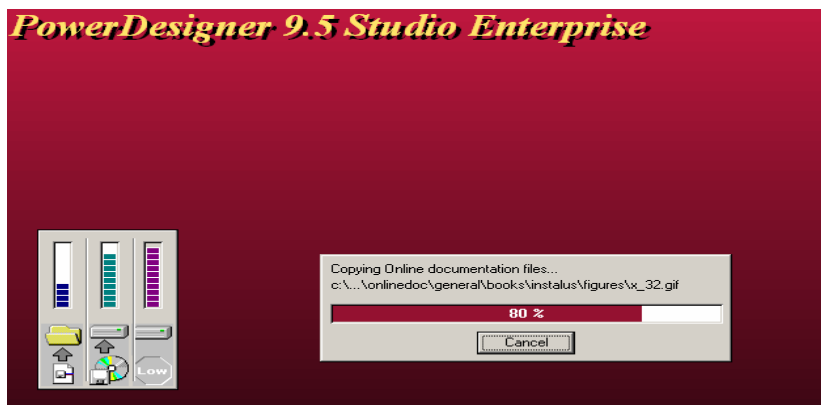 PowerDesigner 9.5 Studio Enterprise
Copying Online documentation files...
c:\...\onlinedoc\general\books\instalus\figures\x_32.gif
80 %
Cancel
Low